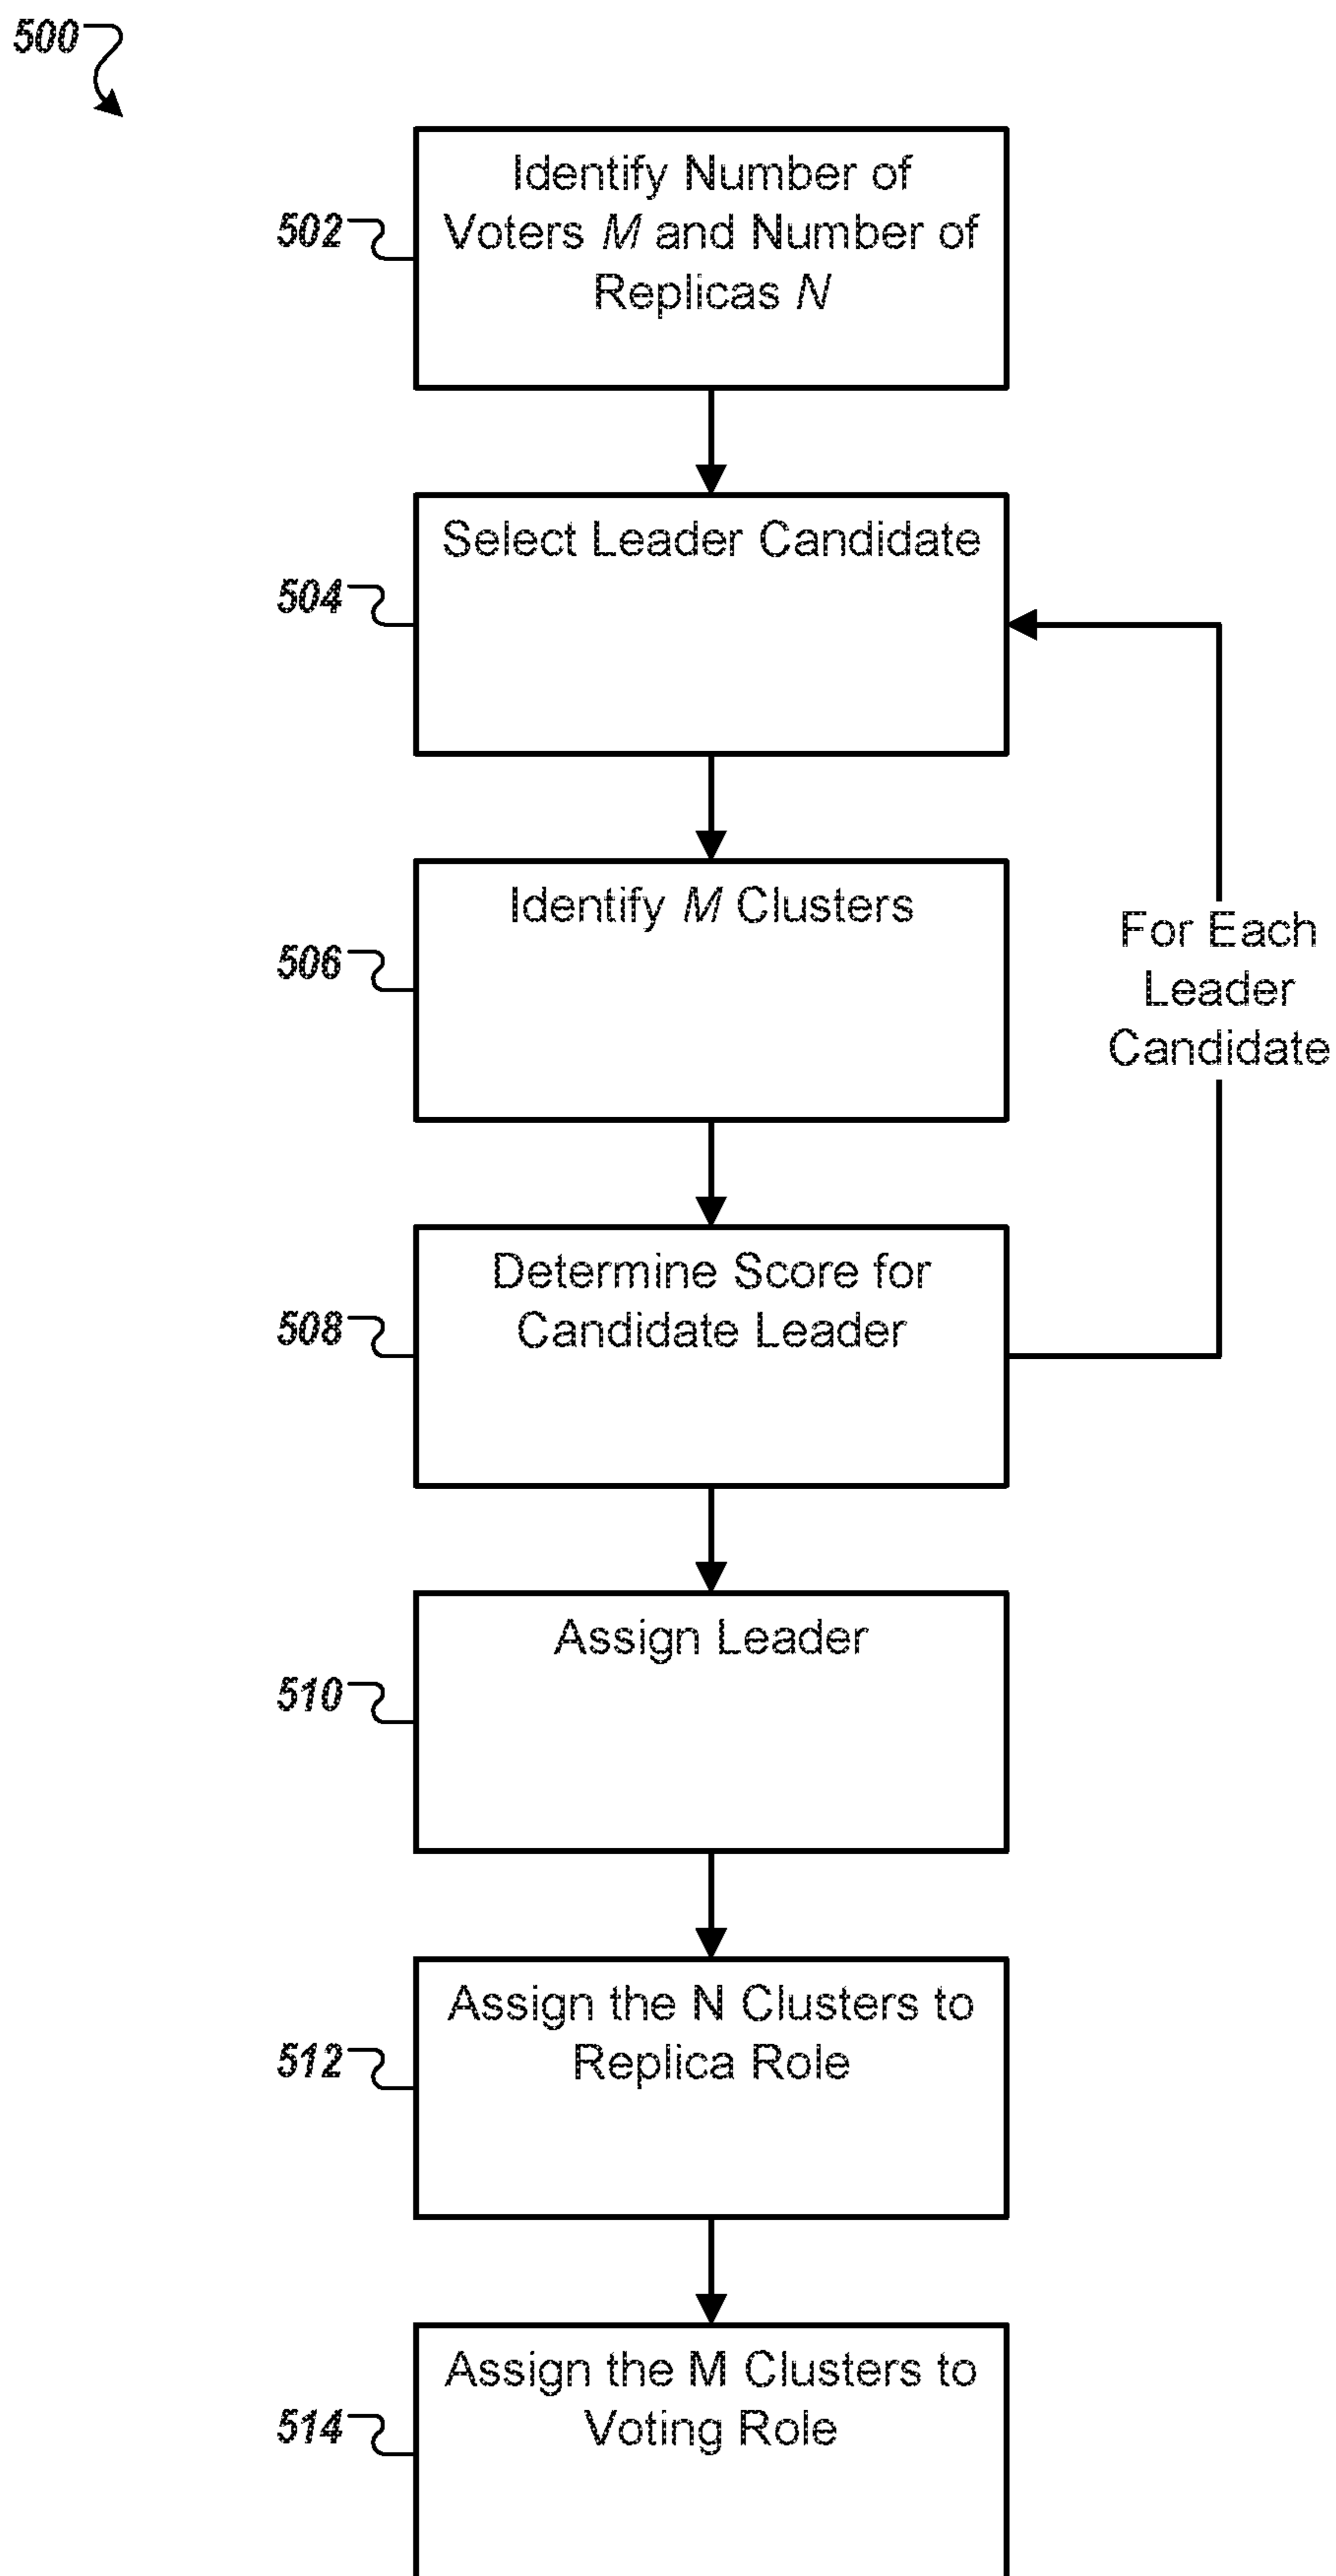 500
502
Identify Number of
Voters M and Number of
Replicas N
504
Select Leader Candidate
506
Identify M Clusters
For Each
Leader
Candidate
508
Determine Score for
Candidate Leader
510
Assign Leader
512
Assign the N Clusters to
Replica Role
514
Assign the M Clusters to
Voting Role